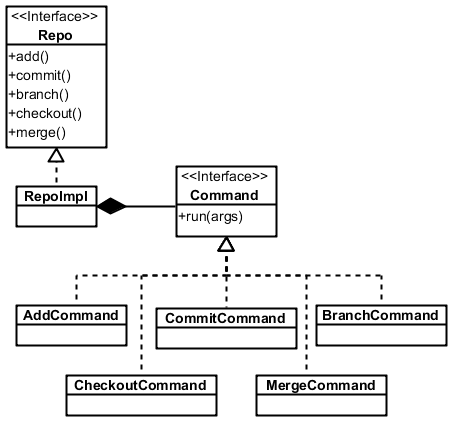 <<Interface>>
Repo
+add()
+commit()
+branch()
+checkout()
+merge()
RepoImpl
<<Interface>>
Command
+run(args)
AddCommand
CommitCommand
BranchCommand
CheckoutCommand
MergeCommand